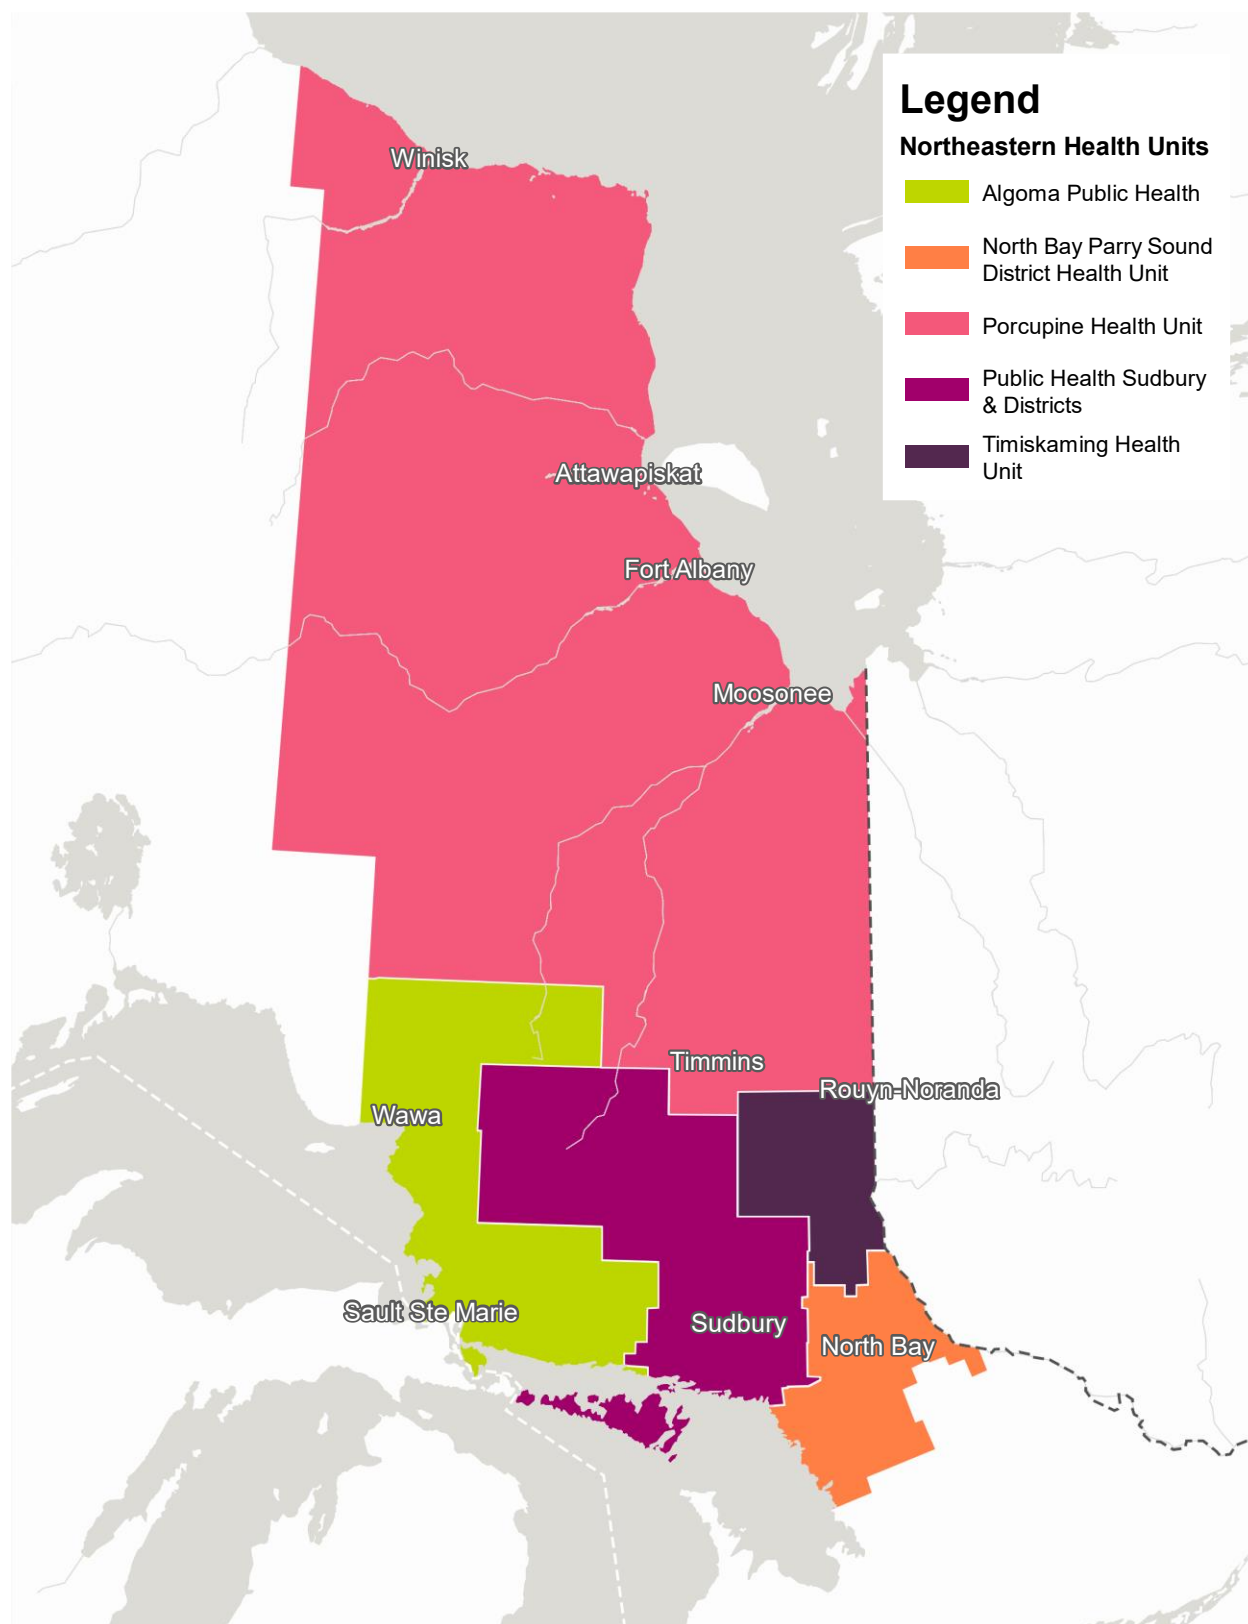 Legend
Northeastern Health Units
Algoma Public Health
North Bay Parry Sound
District Health Unit
Porcupine Health Unit
Public Health Sudbury
& Districts
Timiskaming Health
Unit
Winisk
Attawapiskat
Fort Albany
Moosonee
Timmins
Rouyn-Noranda
Wawa
Sault Ste Marie
Sudbury
North Bay